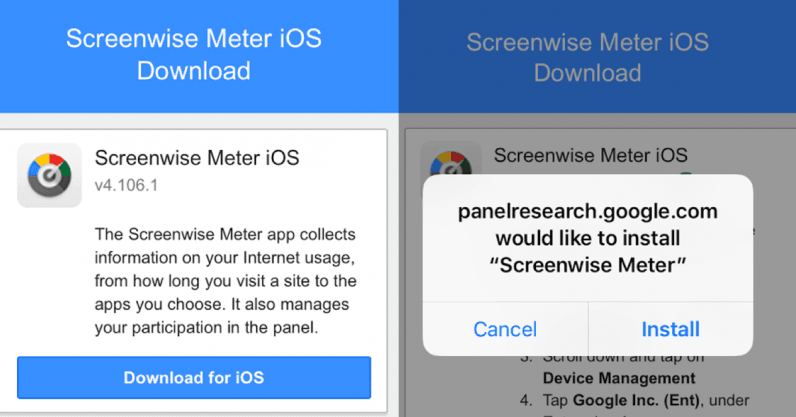 Screenwise Meter iOS
Download
Screenwise Meter iOS
v4.106.1
The Screenwise Meter app collects
information on your Internet usage,
from how long you visit a site to the
apps you choose. It also manages
your participation in the panel.
Download for iOS
Screenwise Meter iOS
Download
Screenwise Meter iOS
panelresearch.google.com
would like to install
“Screenwise Meter”
Cancel
Install
3. Scroll down and tap on
Device Management
4. Tap Google Inc. (Ent), under